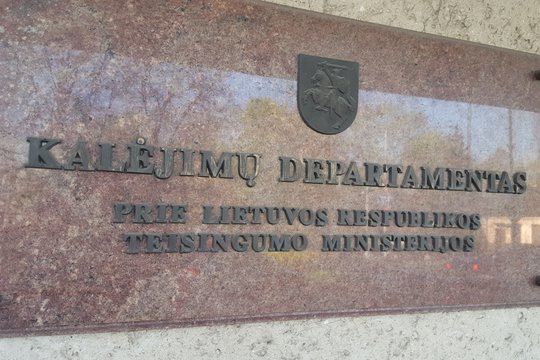 KALĖJIMŲ DEPARTAMENTAS
PRIE LIETUVOS RESPUBLIKOS
TEISINGUMO MINISTERIJOS